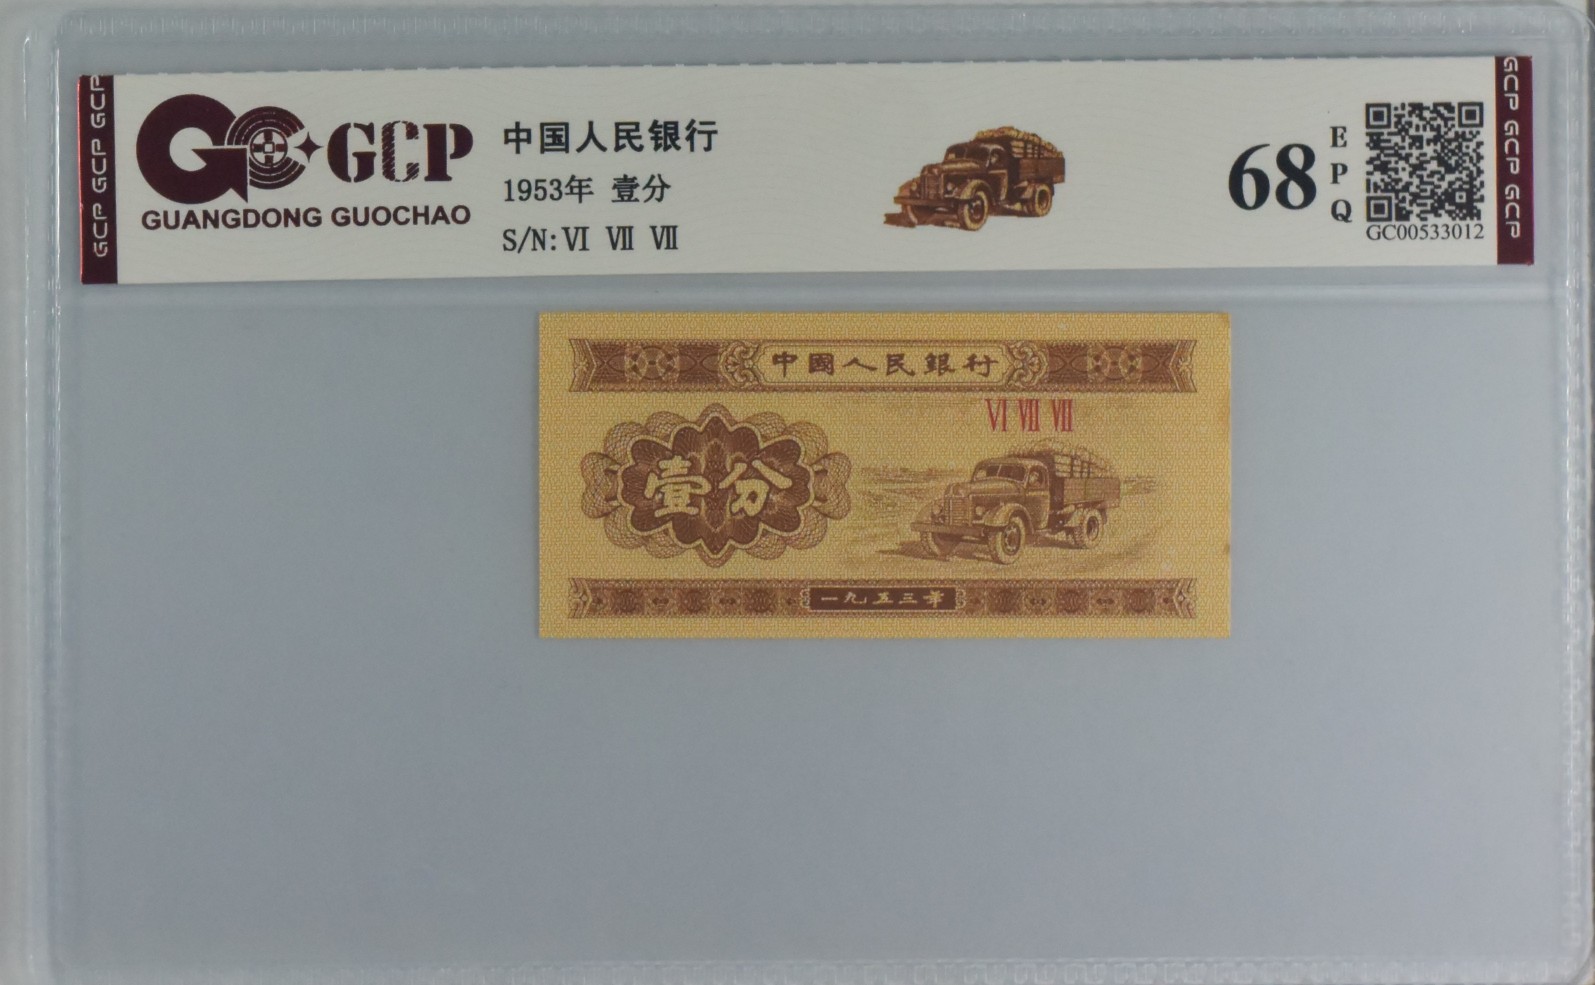 GCP GCP GCP
GCP
GUANGDONG GUOCHAO
中国人民银行
1953年 壹分
S/N:Ⅵ Ⅶ Ⅶ
68
EPQ
GC00533012
GCP GCP GCP
中國人民銀行
Ⅵ Ⅶ Ⅶ
壹分
一九五三年